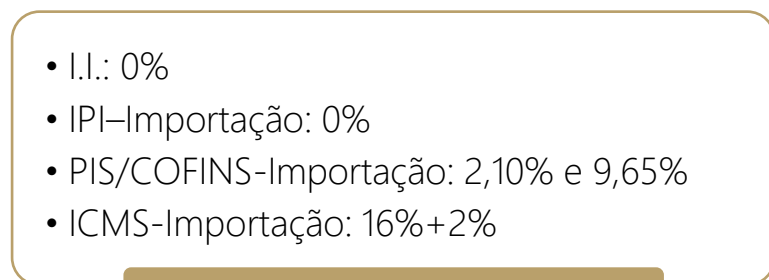 • I.I.: 0%
• IPI–Importação: 0%
• PIS/COFINS-Importação: 2,10% e 9,65%
• ICMS-Importação: 16%+2%